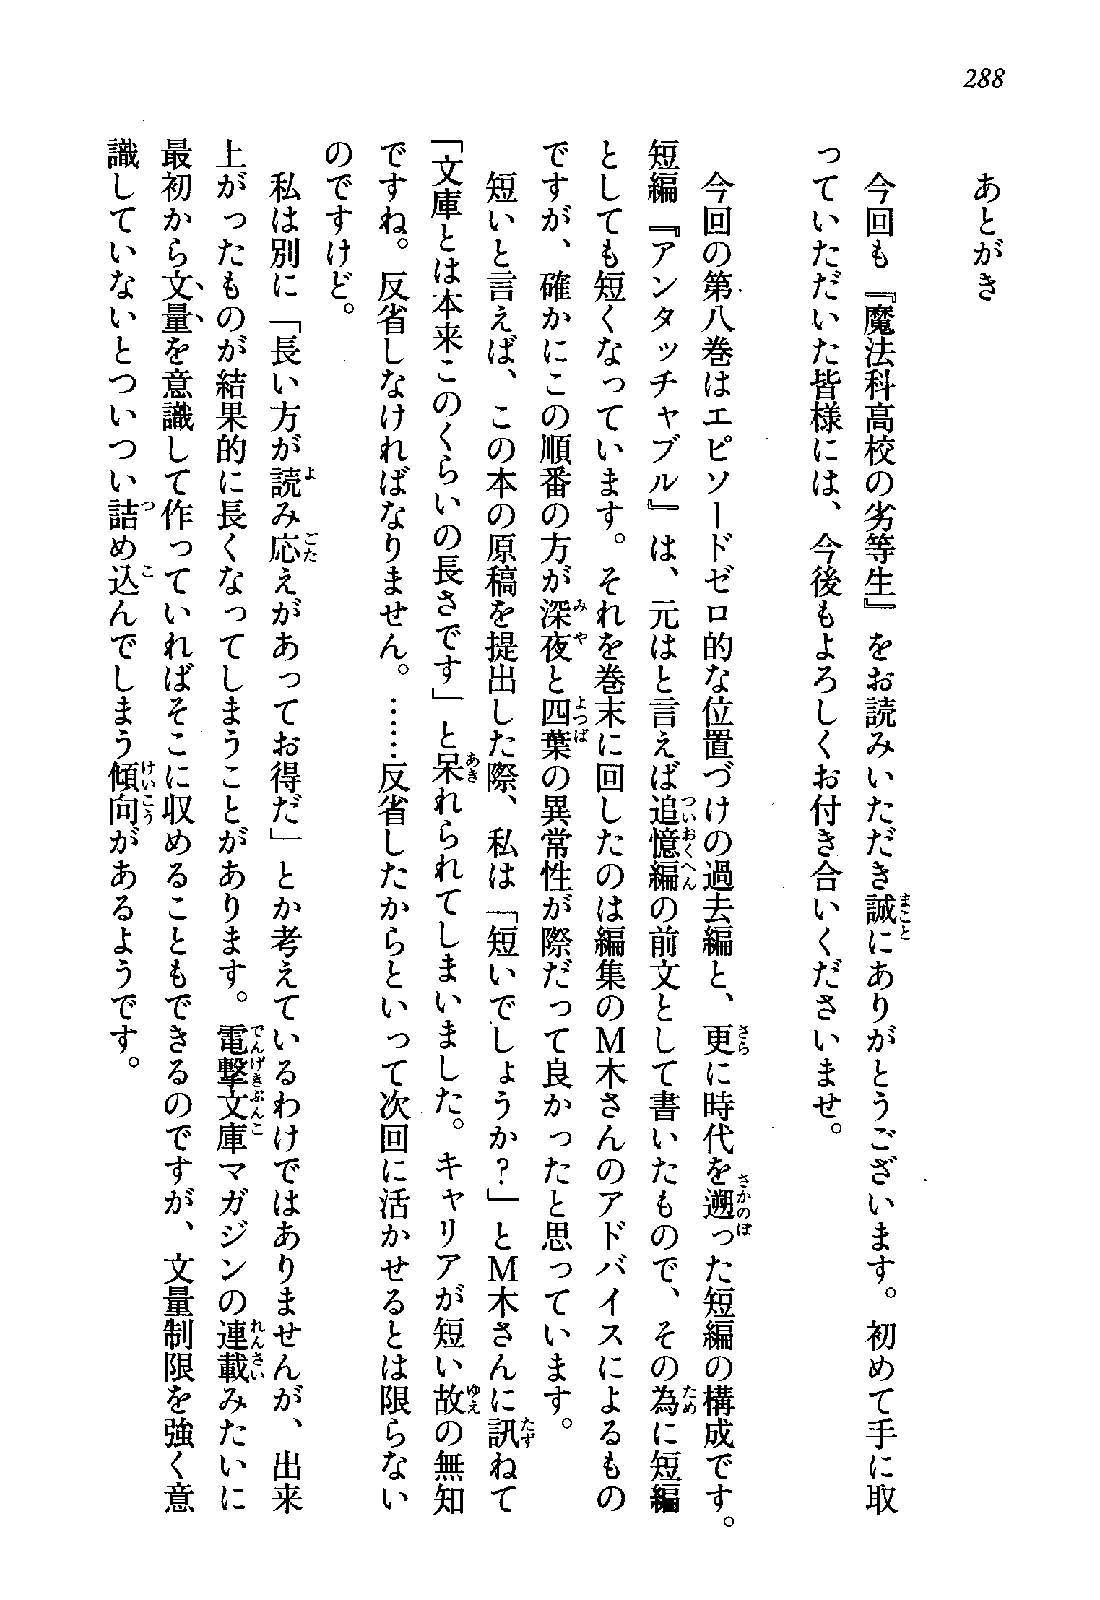 288
あとがき
今回も『魔法科高校の劣等生』をお読みいただき誠にありがとうございます。初めて手に取
っていただいた皆様には、今後もよろしくお付き合いくださいませ。
今回の第八巻はエピソードゼロ的な位置づけの過去編と、更に時代を遡った短編の構成です。
短編『アンタッチャブル』は、元はと言えば追憶編の前文として書いたもので、その為に短編
としても短くなっています。それを巻末に回したのは編集のM木さんのアドバイスによるもの
ですが、確かにこの順番の方が深夜と四葉の異常性が際だって良かったと思っています。
短いと言えば、この本の原稿を提出した際、私は「短いでしょうか？」とM木さんに訊ねて
「文庫とは本来このくらいの長さです」と呆れられてしまいました。キャリアが短い故の無知
ですね。反省しなければなりません。……反省したからといって次回に活かせるとは限らない
のですけど。
私は別に「長い方が読み応えがあってお得だ」とか考えているわけではありませんが、出来
上がったものが結果的に長くなってしまうことがあります。電撃文庫マガジンの連載みたいに
最初から文量を意識して作っていればそこに収めることもできるのですが、文量制限を強く意
識していないとついつい詰め込んでしまう傾向があるようです。